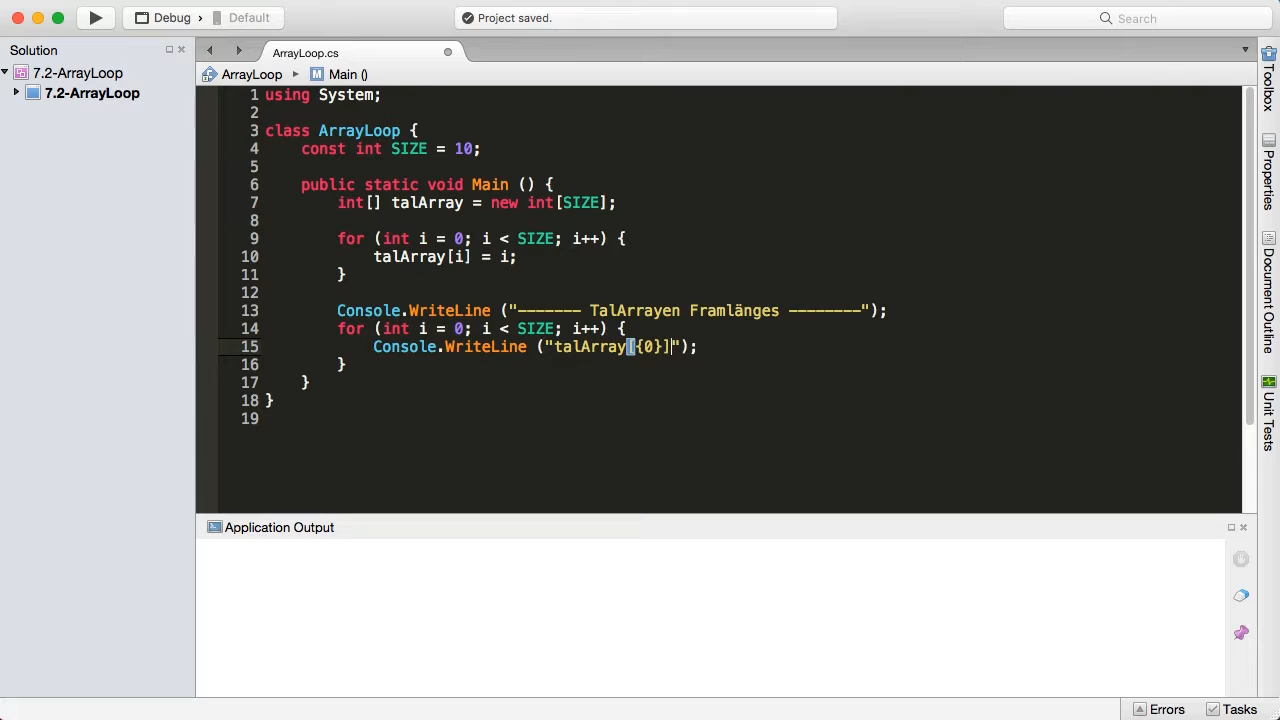 Debug > Default
Project saved.
Search
Solution
ArrayLoop.cs
7.2-ArrayLoop
ArrayLoop
Main ()
7.2-ArrayLoop
1 using System;
2
3 class ArrayLoop {
4 const int SIZE = 10;
5
6 public static void Main () {
7 int[] talArray = new int[SIZE];
8
9 for (int i = 0; i < SIZE; i++) {
10 talArray[i] = i;
11 }
12
13 Console.WriteLine ("------- TalArrayen Framlänges --------");
14 for (int i = 0; i < SIZE; i++) {
15 Console.WriteLine ("talArray[{0}]");
16 }
17 }
18 }
19
Toolbox
Properties
Document Outline
Unit Tests
Application Output
Errors
Tasks